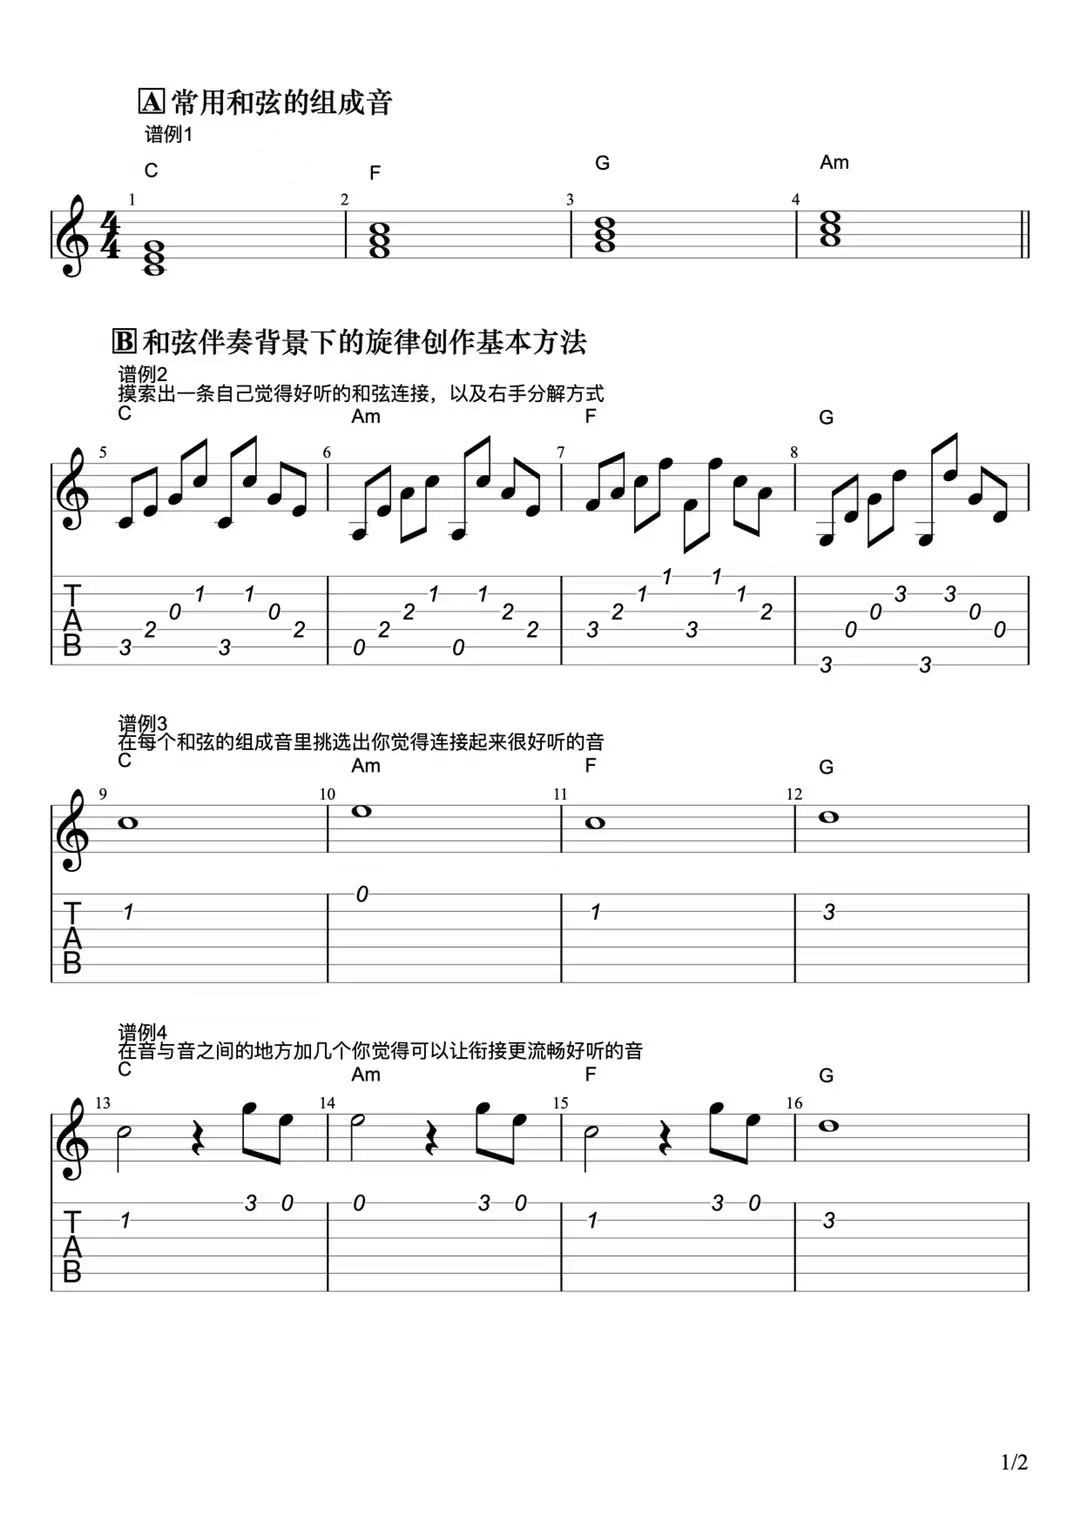 A 常用和弦的组成音
谱例1
C F G Am
1 2 3 4
4
4
B 和弦伴奏背景下的旋律创作基本方法
谱例2
摸索出一条自己觉得好听的和弦连接，以及右手分解方式
C Am F G
5 6 7 8
T
A
B
3 2 0 1 3 1 0 2 0 2 2 1 0 1 2 2 3 2 1 1 3 1 1 2 3 0 0 3 3 3 0 0
谱例3
在每个和弦的组成音里挑选出你觉得连接起来很好听的音
C Am F G
9 10 11 12
T
A
B
1 0 1 3
谱例4
在音与音之间的地方加几个你觉得可以让衔接更流畅好听的音
C Am F G
13 14 15 16
T
A
B
1 3 0 0 3 0 1 3 0 3
1/2